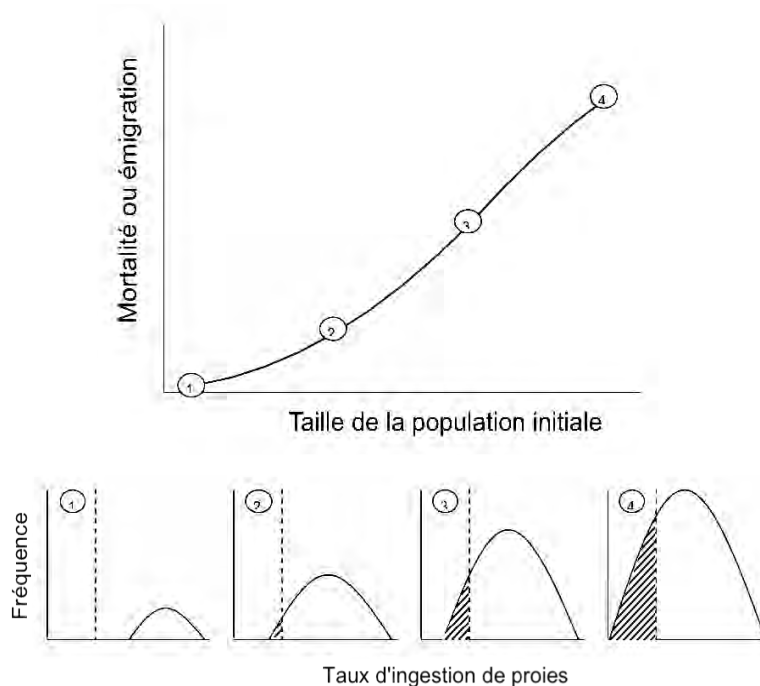 Mortalité ou émigration
1
2
3
4
Taille de la population initiale
1
2
3
4
Fréquence
Taux d'ingestion de proies